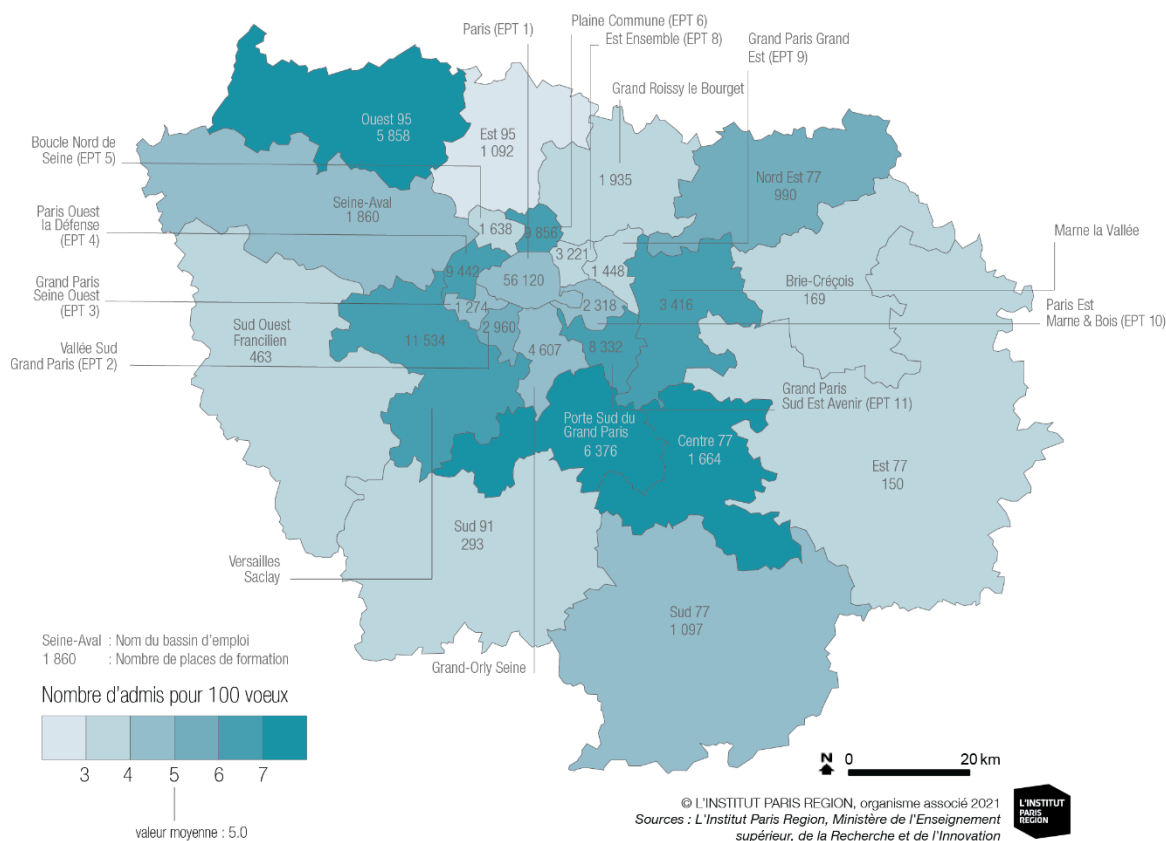 Paris (EPT 1)
Plaine Commune (EPT 6)
Est Ensemble (EPT 8)
Grand Paris Grand
Est (EPT 9)
Grand Roissy le Bourget
Ouest 95
5 858
Est 95
1 092
Boucle Nord de
Seine (EPT 5)
1 935
Nord Est 77
990
Seine-Aval
1 860
Paris Ouest
la Défense
(EPT 4)
1 638
9 856
3 221
1 448
Marne la Vallée
9 442
56 120
Brie-Créçois
169
Grand Paris
Seine Ouest
(EPT 3)
1 274
2 318
3 416
Paris Est
Marne & Bois (EPT 10)
Sud Ouest
Francilien
463
11 534
2 960
4 607
8 332
Vallée Sud
Grand Paris (EPT 2)
Grand Paris
Sud Est Avenir (EPT 11)
Porte Sud du
Grand Paris
6 376
Centre 77
1 664
Est 77
150
Sud 91
293
Versailles
Saclay
Sud 77
1 097
Grand-Orly Seine
Seine-Aval : Nom du bassin d'emploi
1 860 : Nombre de places de formation
Nombre d'admis pour 100 voeux
3 4 5 6 7
valeur moyenne : 5.0
N 0 20 km
© L'INSTITUT PARIS REGION, organisme associé 2021
Sources : L'Institut Paris Region, Ministère de l'Enseignement
supérieur, de la Recherche et de l'Innovation
L'INSTITUT
PARIS
REGION